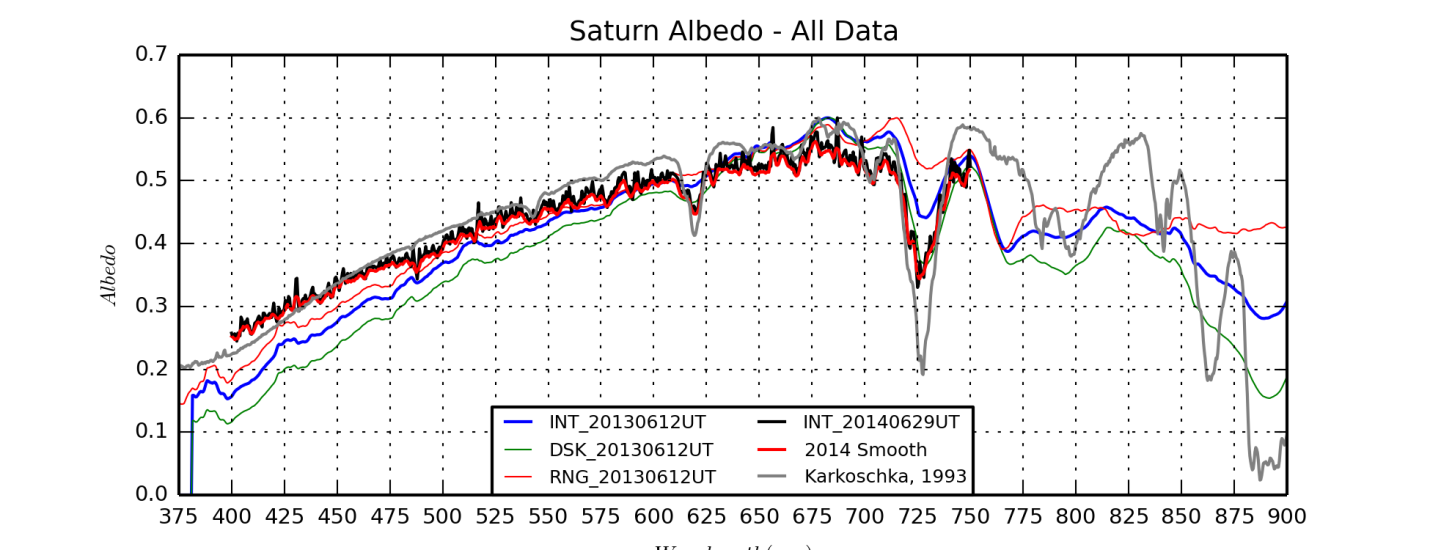 Saturn Albedo - All Data
0.7
0.6
0.5
0.4
0.3
0.2
0.1
0.0
Albedo
INT_20130612UT
DSK_20130612UT
RNG_20130612UT
INT_20140629UT
2014 Smooth
Karkoschka, 1993
375 400 425 450 475 500 525 550 575 600 625 650 675 700 725 750 775 800 825 850 875 900